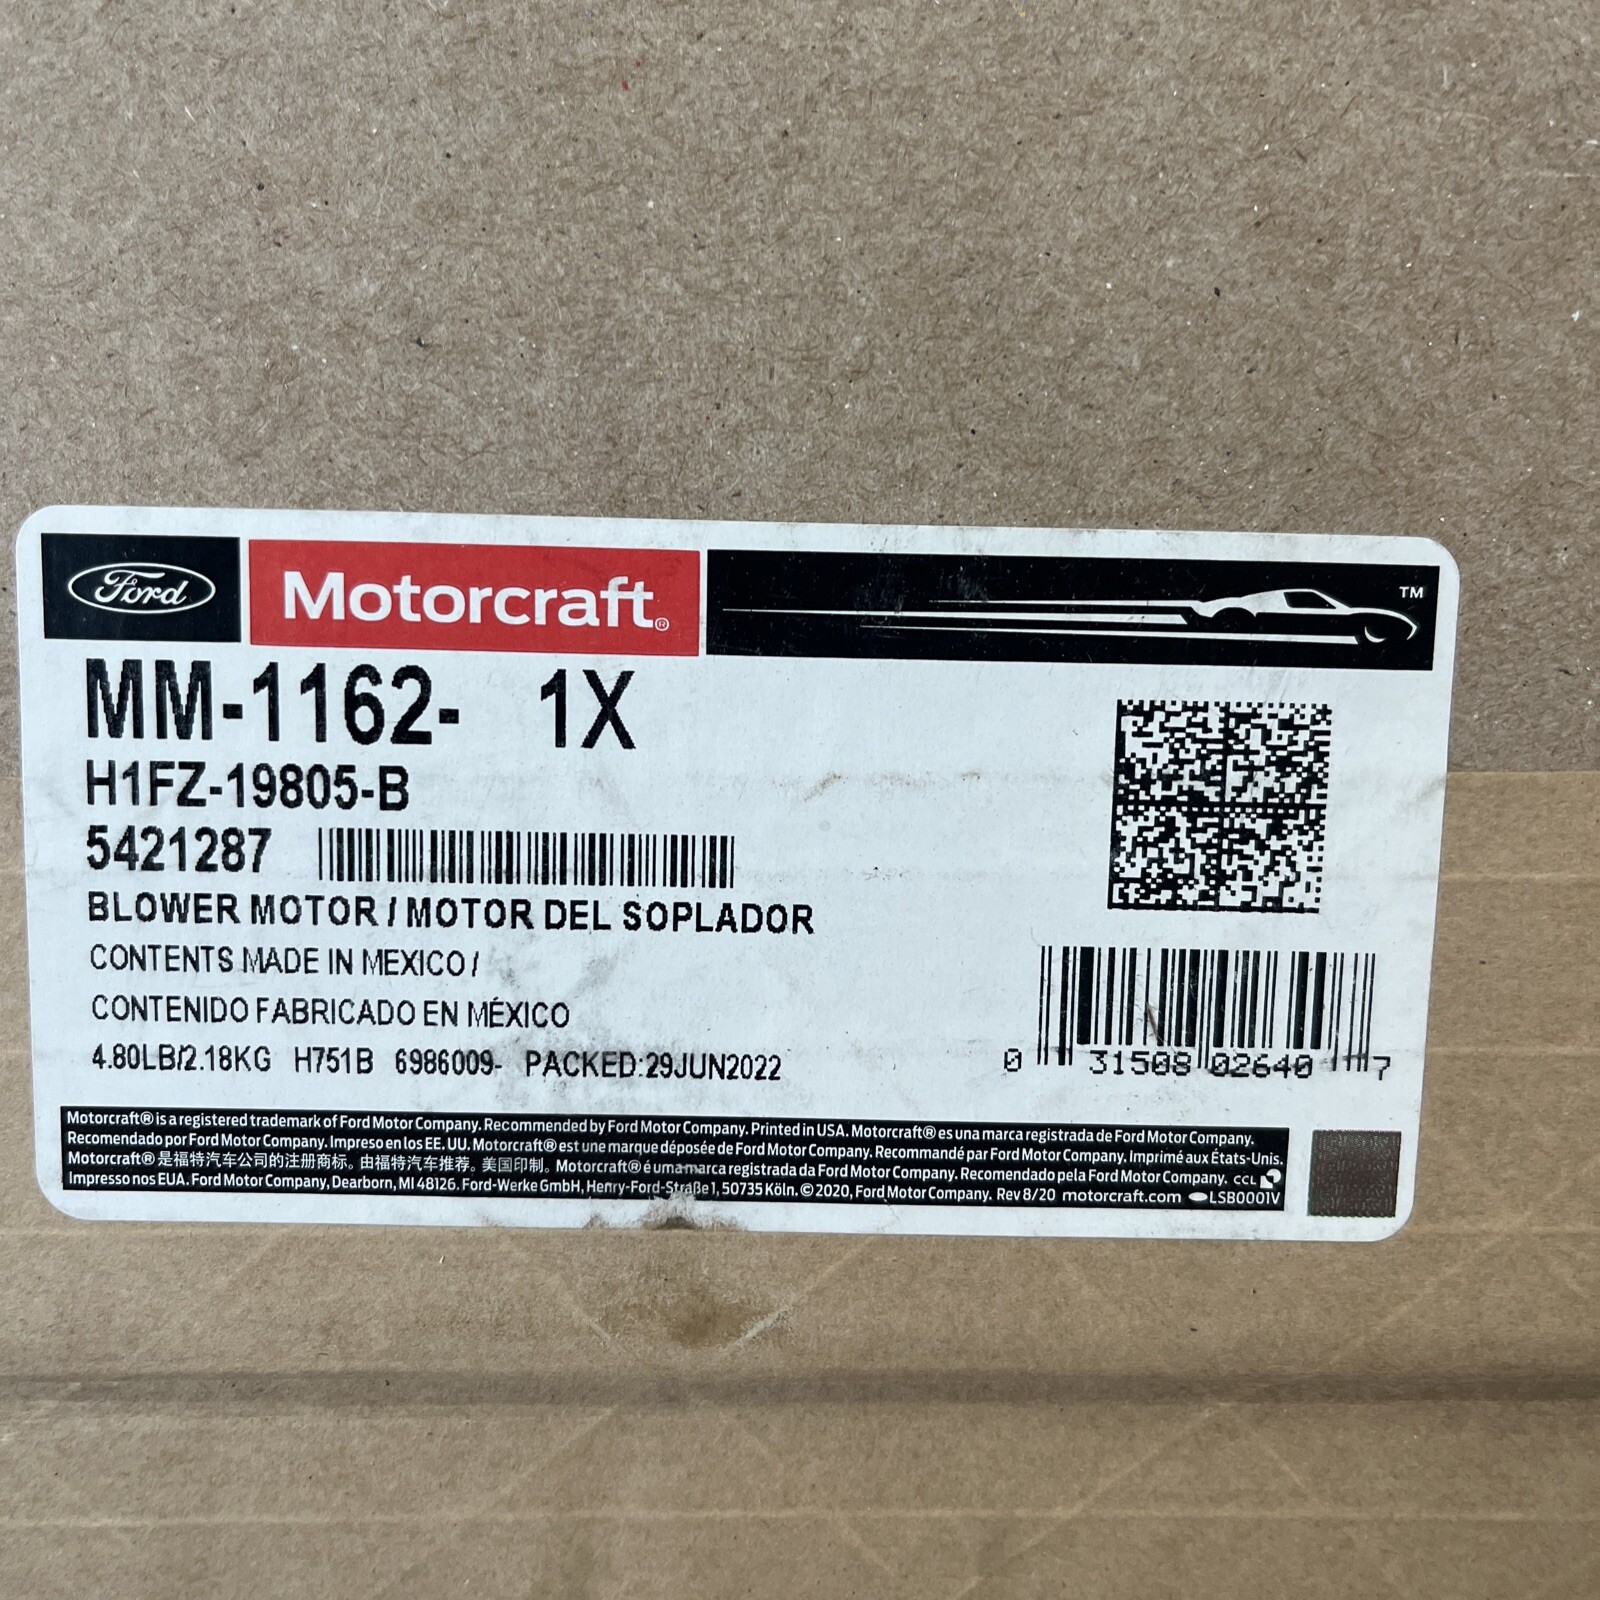 Ford Motorcraft® ™
MM-1162- 1X
H1FZ-19805-B
5421287
BLOWER MOTOR / MOTOR DEL SOPLADOR
CONTENTS MADE IN MEXICO /
CONTENIDO FABRICADO EN MÉXICO
4.80LB/2.18KG H751B 6986009- PACKED:29JUN2022
0 31508 02640 7
Motorcraft® is a registered trademark of Ford Motor Company. Recommended by Ford Motor Company. Printed in USA. Motorcraft® es una marca registrada de Ford Motor Company.
Recomendado por Ford Motor Company. Impreso en los EE. UU. Motorcraft® est une marque déposée de Ford Motor Company. Recommandé par Ford Motor Company. Imprimé aux États-Unis.
Motorcraft® 是福特汽车公司的注册商标。由福特汽车推荐。美国印制。Motorcraft® é uma marca registrada da Ford Motor Company. Recomendado pela Ford Motor Company. CCL
Impresso nos EUA. Ford Motor Company, Dearborn, MI 48126. Ford-Werke GmbH, Henry-Ford-Straße 1, 50735 Köln. © 2020, Ford Motor Company. Rev 8/20 motorcraft.com LSB0001V